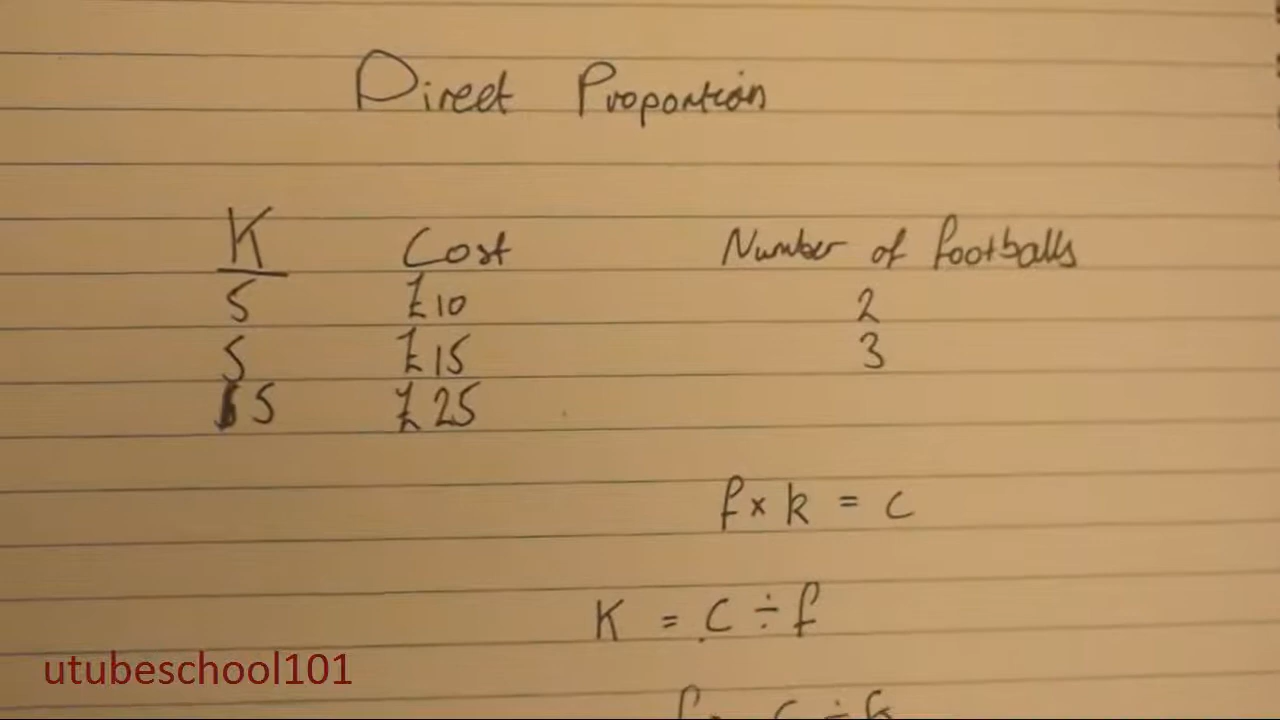 Direct Proportion
K Cost Number of footballs
5 £10 2
5 £15 3
5 £25
f × k = c
K = c ÷ f
f = c ÷ k
utubeschool101